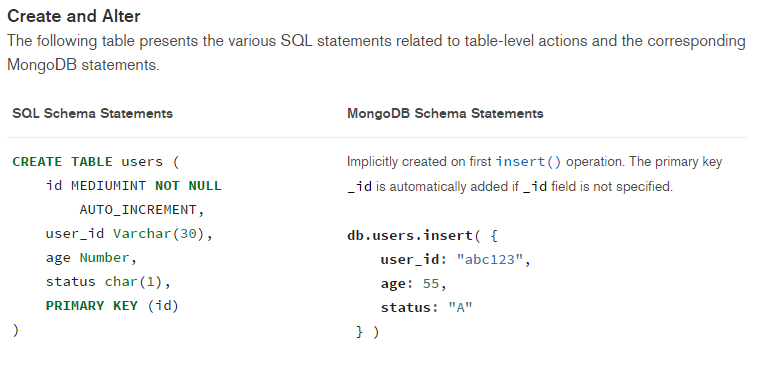 Create and Alter
The following table presents the various SQL statements related to table-level actions and the corresponding
MongoDB statements.
SQL Schema Statements
MongoDB Schema Statements
CREATE TABLE users (
id MEDIUMINT NOT NULL
AUTO_INCREMENT,
user_id Varchar(30),
age Number,
status char(1),
PRIMARY KEY (id)
)
Implicitly created on first insert() operation. The primary key
_id is automatically added if _id field is not specified.
db.users.insert( {
user_id: "abc123",
age: 55,
status: "A"
} )